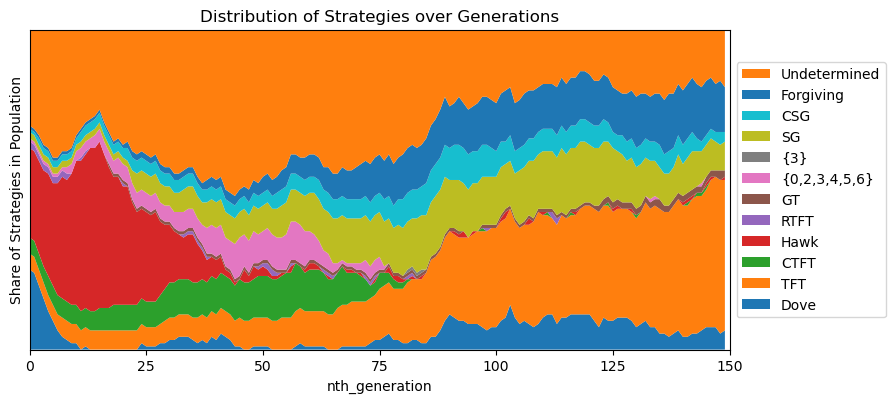 Distribution of Strategies over Generations
Share of Strategies in Population
0 25 50 75 100 125 150
nth_generation
Undetermined
Forgiving
CSG
SG
{3}
{0,2,3,4,5,6}
GT
RTFT
Hawk
CTFT
TFT
Dove